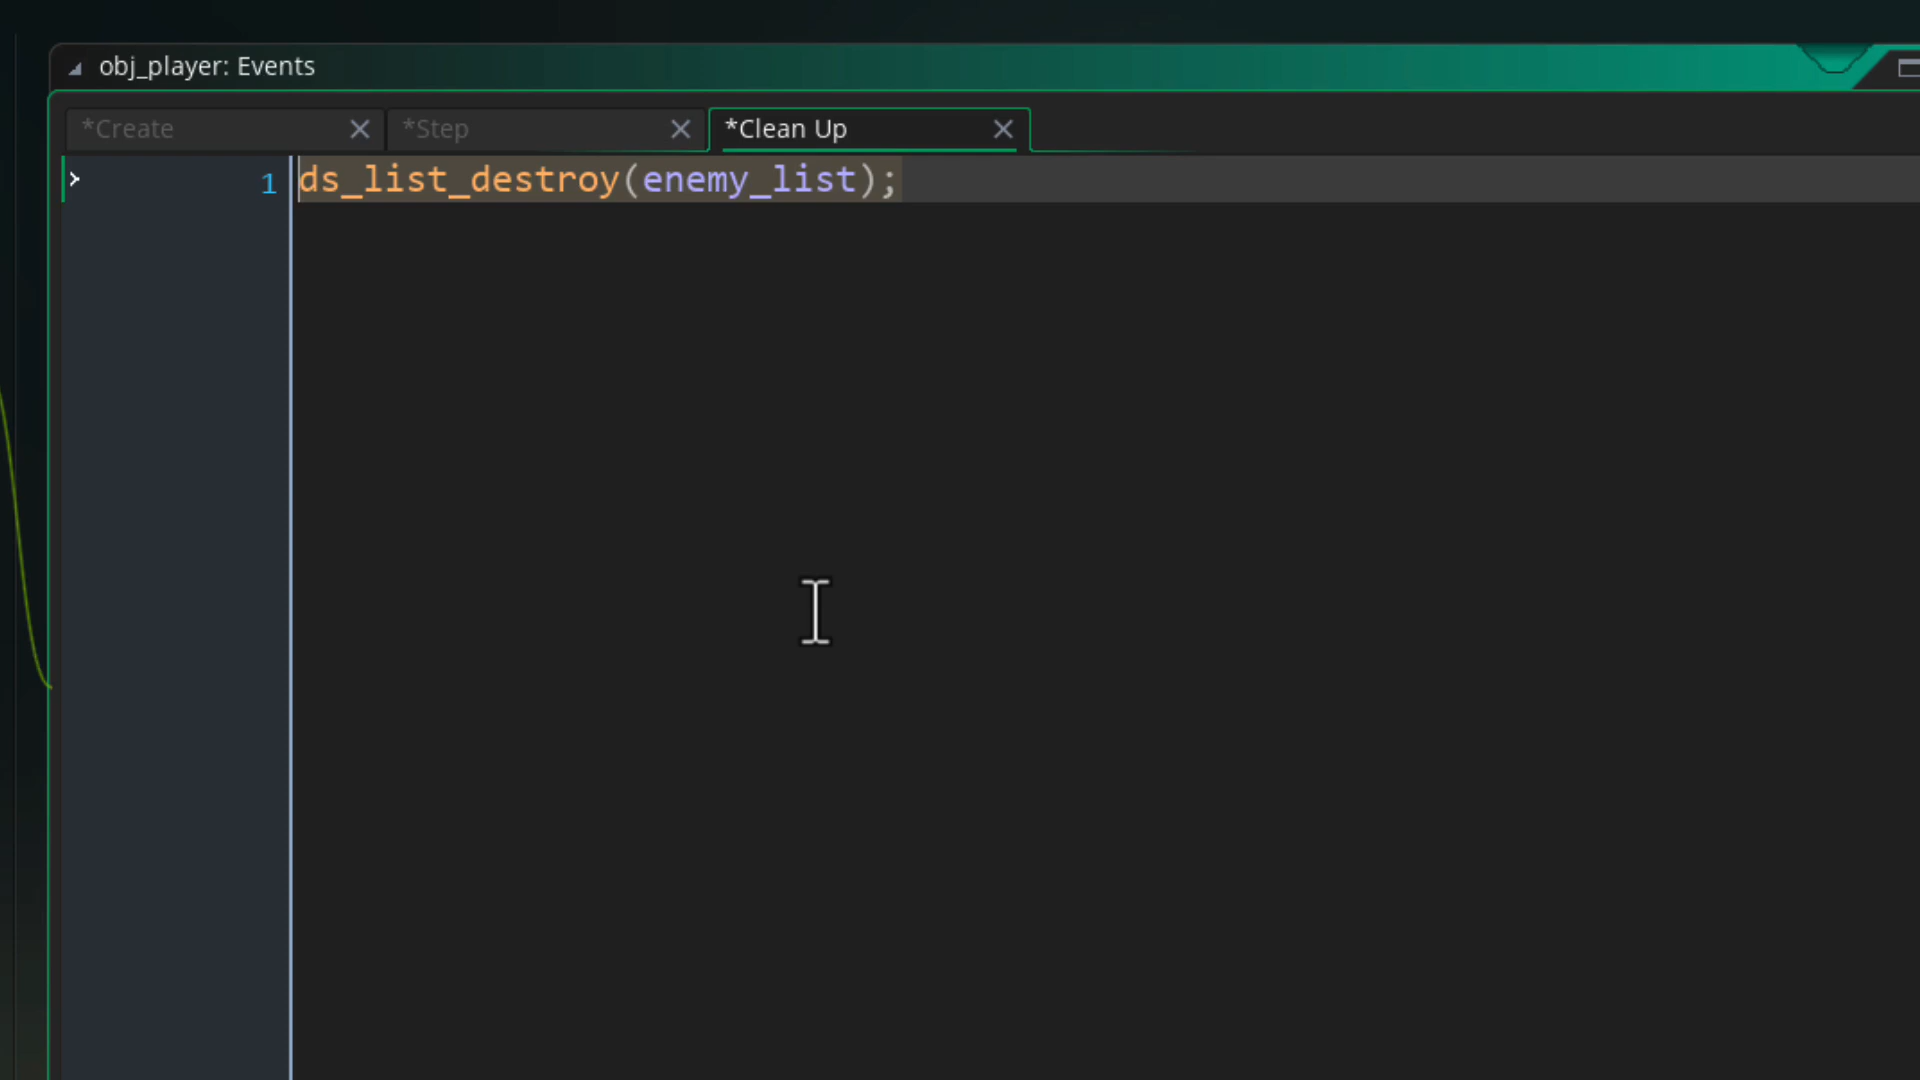 obj_player: Events
*Create *Step *Clean Up
1 ds_list_destroy(enemy_list);